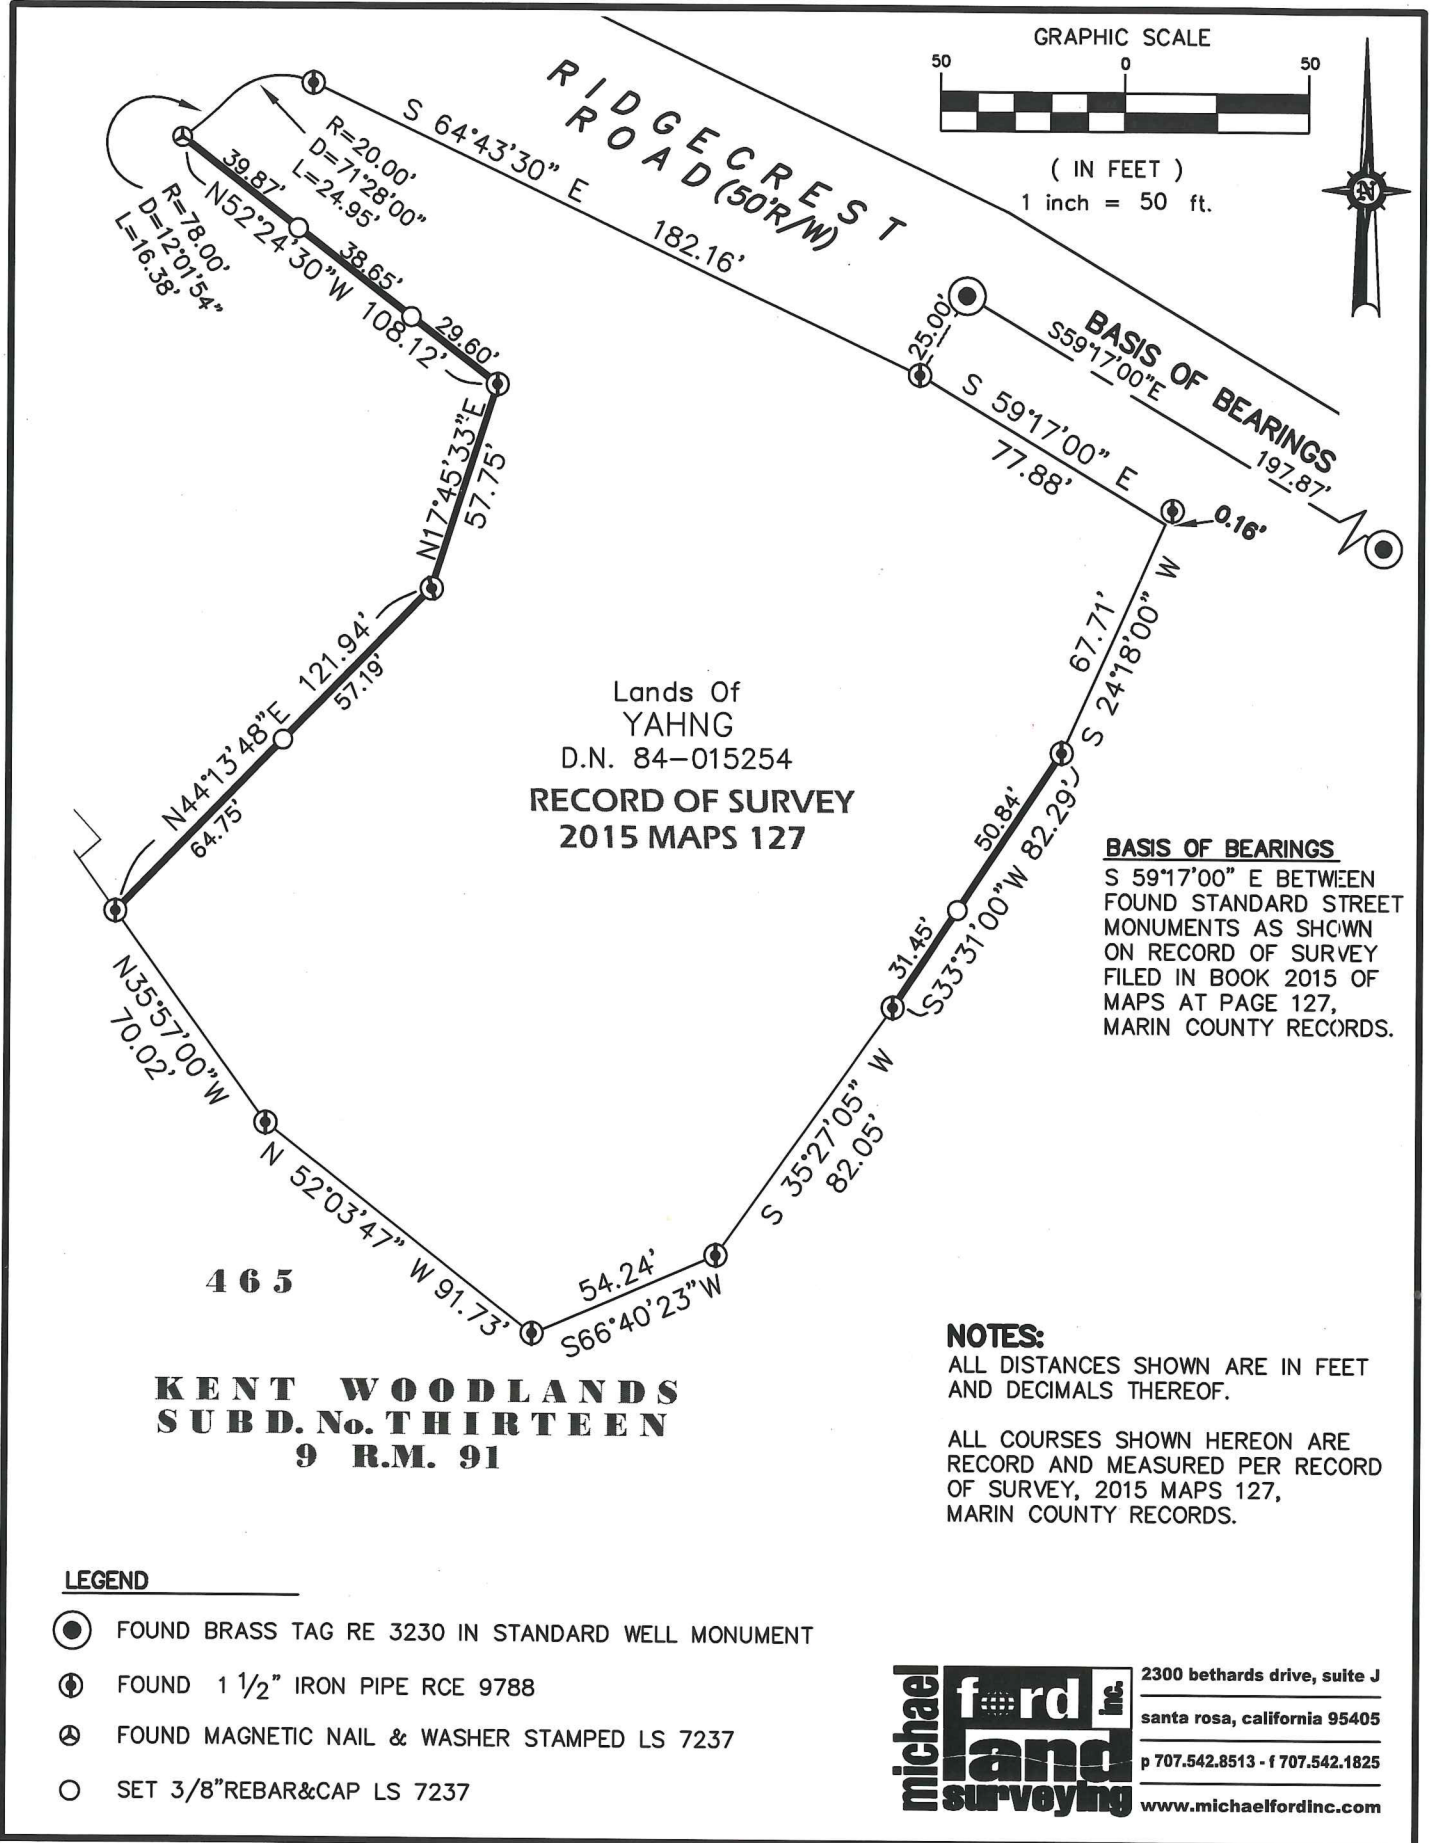 GRAPHIC SCALE
50 0 50
( IN FEET )
1 inch = 50 ft.
N
RIDGECREST
ROAD (50'R/W)
S 64°43'30" E
182.16'
R=20.00'
D=71°28'00"
L=24.95'
R=78.00'
D=12°01'54"
L=16.38'
39.87'
N52°24'30"W 108.12'
38.65'
29.60'
25.00'
BASIS OF BEARINGS
S59°17'00"E
197.87'
S 59°17'00" E
77.88'
0.16'
N17°45'33"E
57.75'
67.71'
S 24°18'00" W
N44°13'48"E 121.94'
57.19'
64.75'
Lands Of
YAHNG
D.N. 84-015254
RECORD OF SURVEY
2015 MAPS 127
50.84'
S33°31'00"W 82.29'
31.45'
BASIS OF BEARINGS
S 59°17'00" E BETWEEN
FOUND STANDARD STREET
MONUMENTS AS SHOWN
ON RECORD OF SURVEY
FILED IN BOOK 2015 OF
MAPS AT PAGE 127,
MARIN COUNTY RECORDS.
N35°57'00"W
70.02'
S 35°27'05" W
82.05'
N 52°03'47" W 91.73'
54.24'
S66°40'23"W
465
KENT WOODLANDS
SUBD. No. THIRTEEN
9 R.M. 91
NOTES:
ALL DISTANCES SHOWN ARE IN FEET
AND DECIMALS THEREOF.
ALL COURSES SHOWN HEREON ARE
RECORD AND MEASURED PER RECORD
OF SURVEY, 2015 MAPS 127,
MARIN COUNTY RECORDS.
LEGEND
FOUND BRASS TAG RE 3230 IN STANDARD WELL MONUMENT
FOUND 1 1/2" IRON PIPE RCE 9788
FOUND MAGNETIC NAIL & WASHER STAMPED LS 7237
SET 3/8"REBAR&CAP LS 7237
michael
ford inc.
land
surveying
2300 bethards drive, suite J
santa rosa, california 95405
p 707.542.8513 - f 707.542.1825
www.michaelfordinc.com